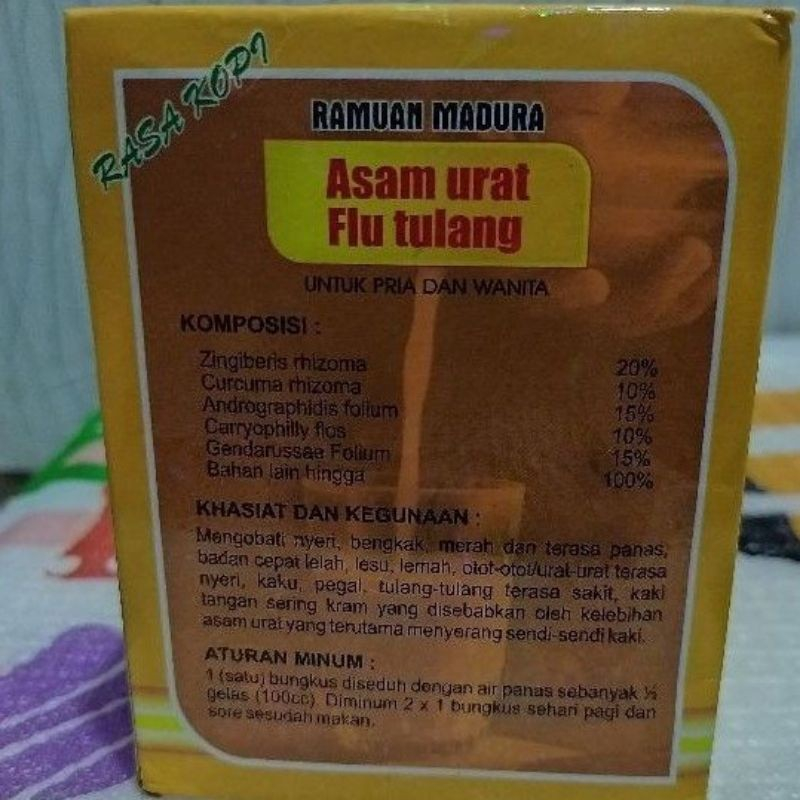 RASA KOPI
RAMUAN MADURA
Asam urat
Flu tulang
UNTUK PRIA DAN WANITA
KOMPOSISI :
Zingiberis rhizoma 20%
Curcuma rhizoma 10%
Andrographidis folium 15%
Carryophilly flos 10%
Gendarussae Folium 15%
Bahan lain hingga 100%
KHASIAT DAN KEGUNAAN :
Mengobati nyeri, bengkak, merah dan terasa panas,
badan cepat lelah, lesu, lemah, otot-otot/urat-urat terasa
nyeri, kaku, pegal, tulang-tulang terasa sakit, kaki
tangan sering kram yang disebabkan oleh kelebihan
asam urat yang terutama menyerang sendi-sendi kaki.
ATURAN MINUM :
1 (satu) bungkus diseduh dengan air panas sebanyak ½
gelas (100cc). Diminum 2 x 1 bungkus sehari pagi dan
sore sesudah makan.